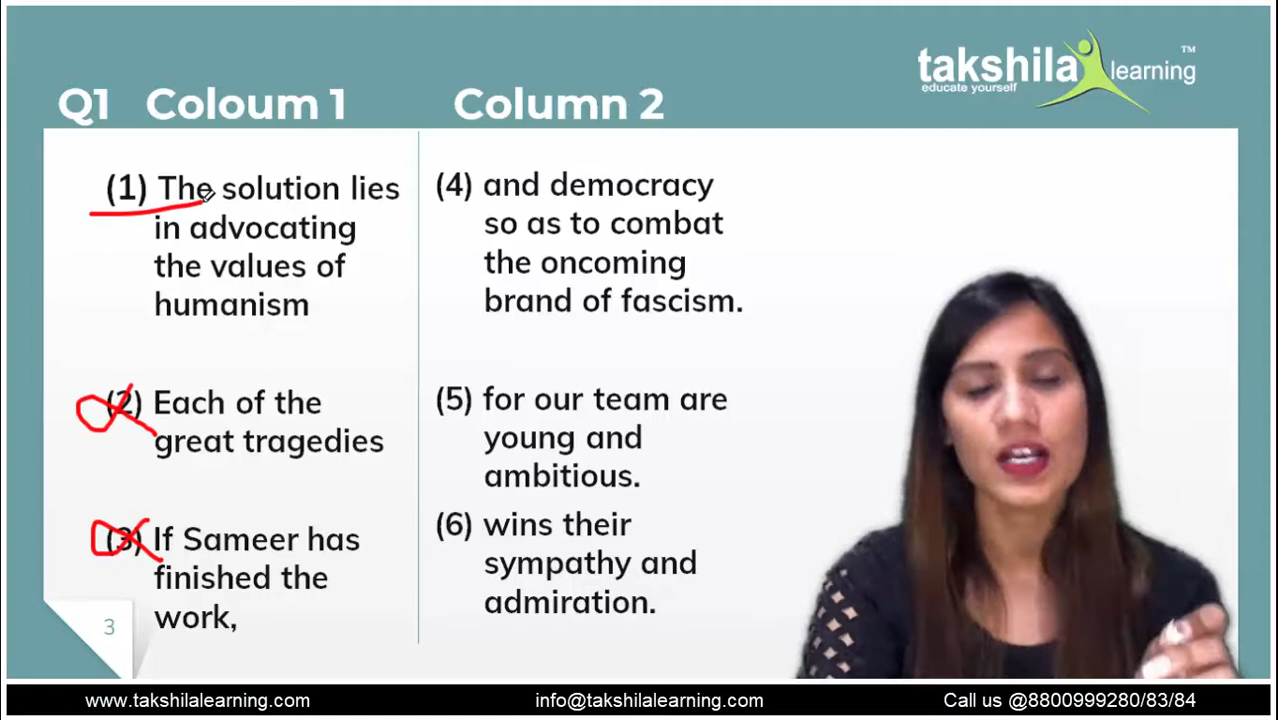 takshila learning ™
educate yourself
Q1 Coloum 1 Column 2
(1) The solution lies
in advocating
the values of
humanism
(2) Each of the
great tragedies
(3) If Sameer has
finished the
work,
(4) and democracy
so as to combat
the oncoming
brand of fascism.
(5) for our team are
young and
ambitious.
(6) wins their
sympathy and
admiration.
3
www.takshilalearning.com info@takshilalearning.com Call us @8800999280/83/84